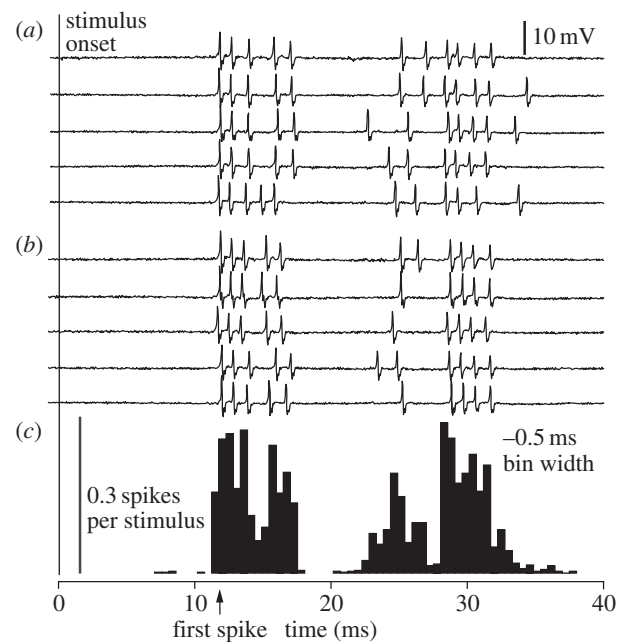 (a)
stimulus
onset
10 mV
(b)
(c)
0.3 spikes
per stimulus
–0.5 ms
bin width
0 10 20 30 40
first spike time (ms)